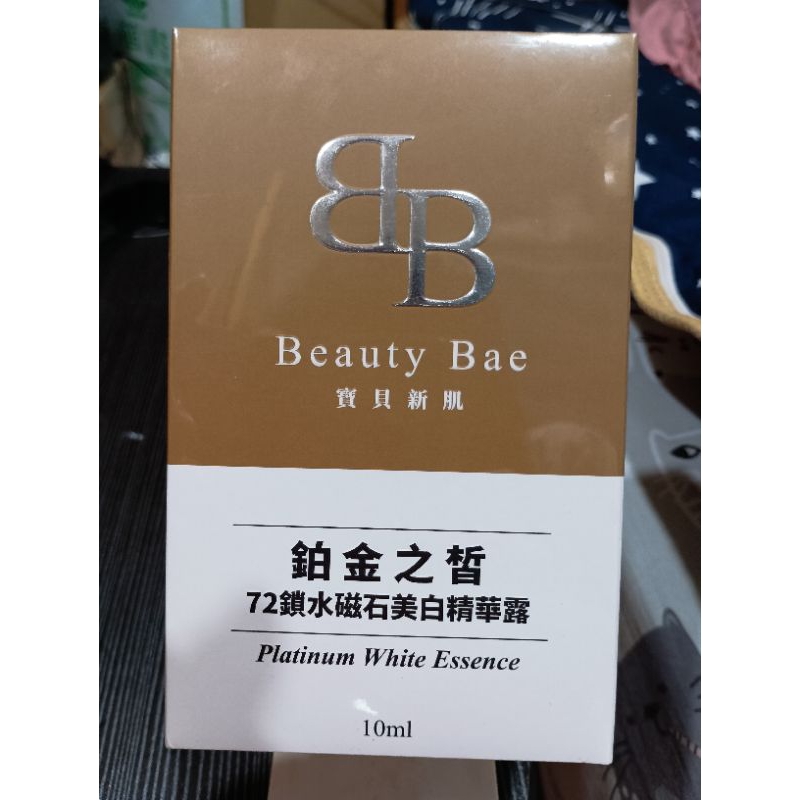 BB
Beauty Bae
寶貝新肌
鉑金之皙
72鎖水磁石美白精華露
Platinum White Essence
10ml